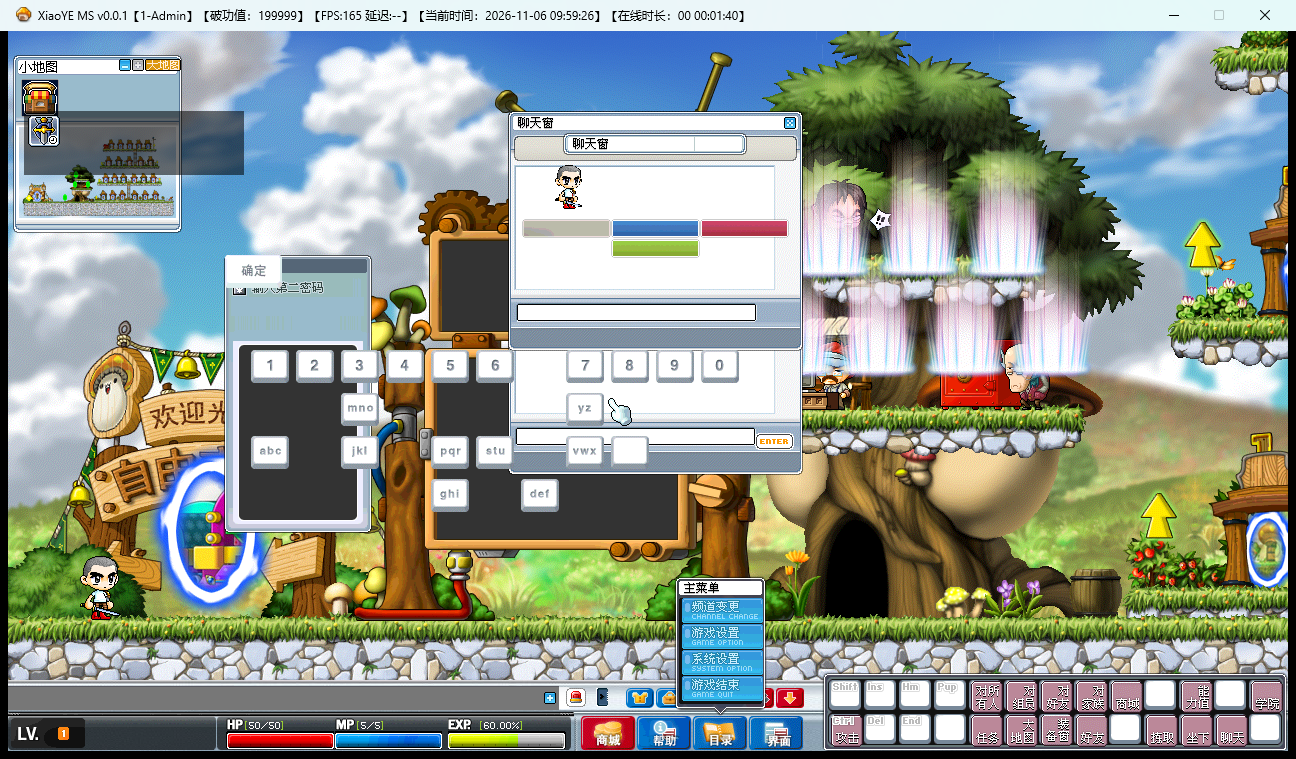 XiaoYE MS v0.0.1【1-Admin】【破功值：199999】【FPS:165 延迟:--】【当前时间：2026-11-06 09:59:26】【在线时长：00 00:01:40】
小地图
大地图
聊天窗
聊天窗
确定
输入第二密码
1 2 3 4 5 6 7 8 9 0
mno yz
abc jkl pqr stu vwx
ghi def
ENTER
欢迎光
自由
主菜单
频道变更
CHANNEL CHANGE
游戏设置
GAME OPTION
系统设置
SYSTEM OPTION
游戏结束
GAME QUIT
LV. 1
HP[50/50] MP[5/5] EXP. [60.00%]
商城 帮助 目录 界面
Shift Ins Hm Pup 对所有人 对组员 对好友 对家族 商城 能力值 学院
Ctrl 攻击 Del End 任务 大地图 装备窗 好友 拣取 坐下 聊天